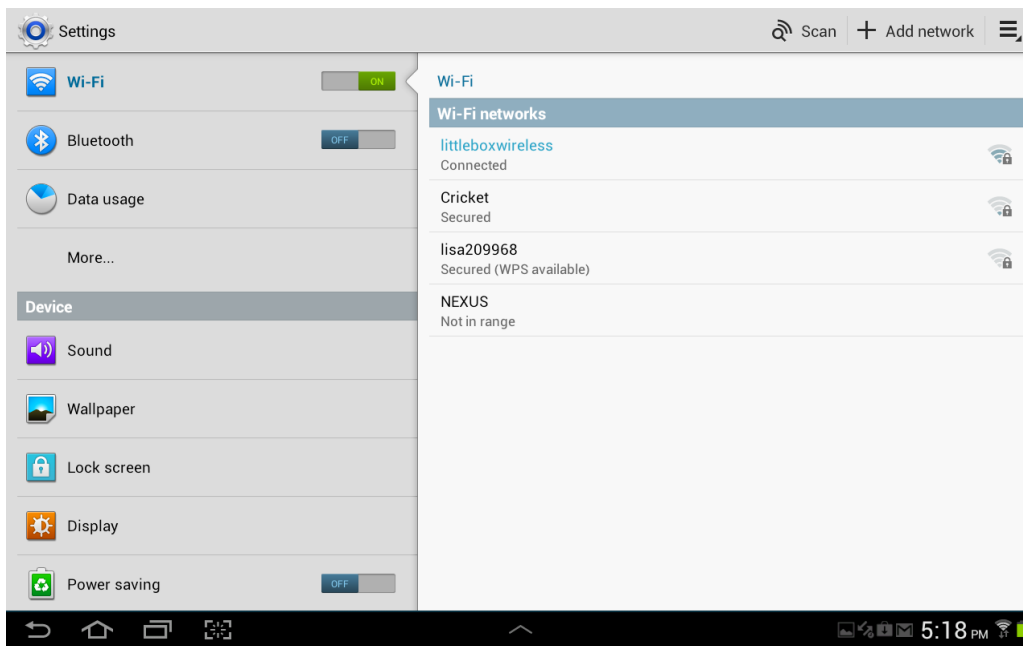 Settings
Scan
Add network
Wi-Fi
ON
Bluetooth
OFF
Data usage
More...
Device
Sound
Wallpaper
Lock screen
Display
Power saving
OFF
Wi-Fi
Wi-Fi networks
littleboxwireless
Connected
Cricket
Secured
lisa209968
Secured (WPS available)
NEXUS
Not in range
5:18 PM